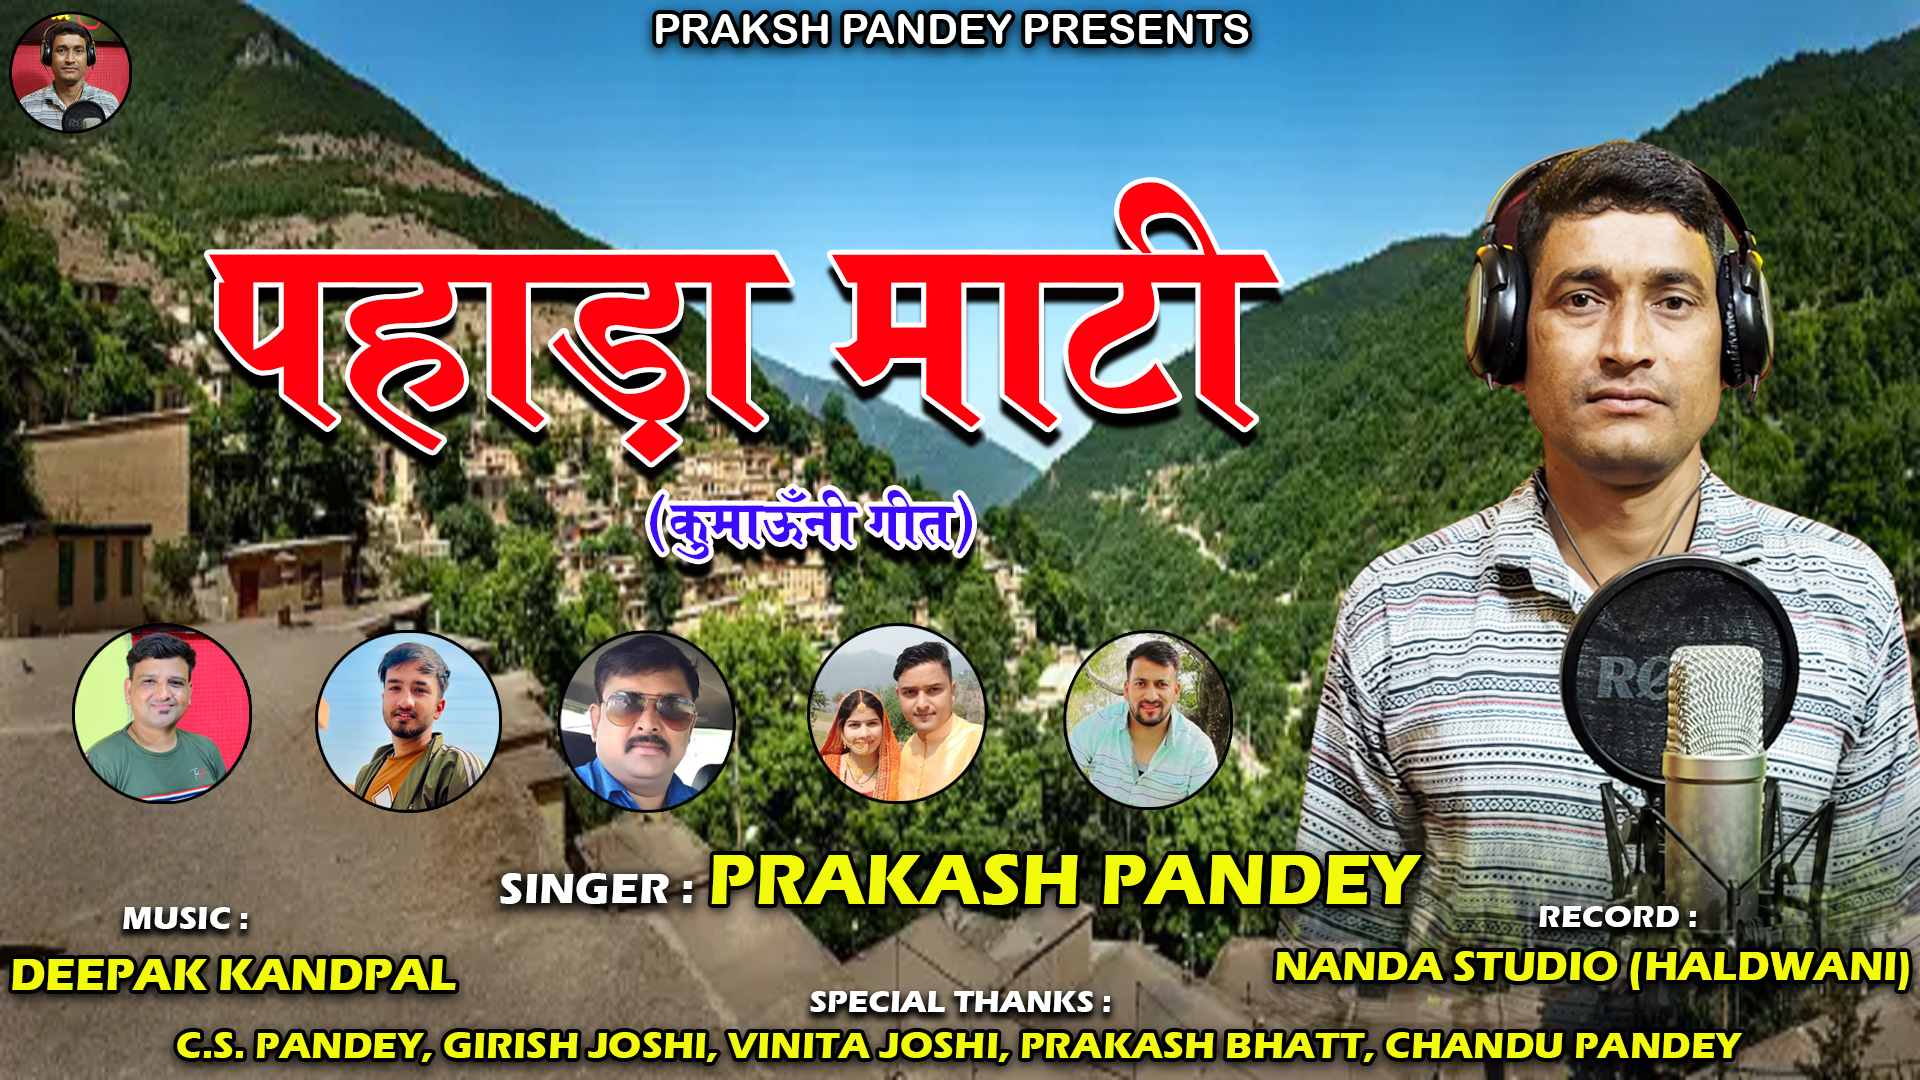 PRAKSH PANDEY PRESENTS
पहाड़ा माटी
(कुमाऊँनी गीत)
SINGER : PRAKASH PANDEY
MUSIC :
DEEPAK KANDPAL
RECORD :
NANDA STUDIO (HALDWANI)
SPECIAL THANKS :
C.S. PANDEY, GIRISH JOSHI, VINITA JOSHI, PRAKASH BHATT, CHANDU PANDEY